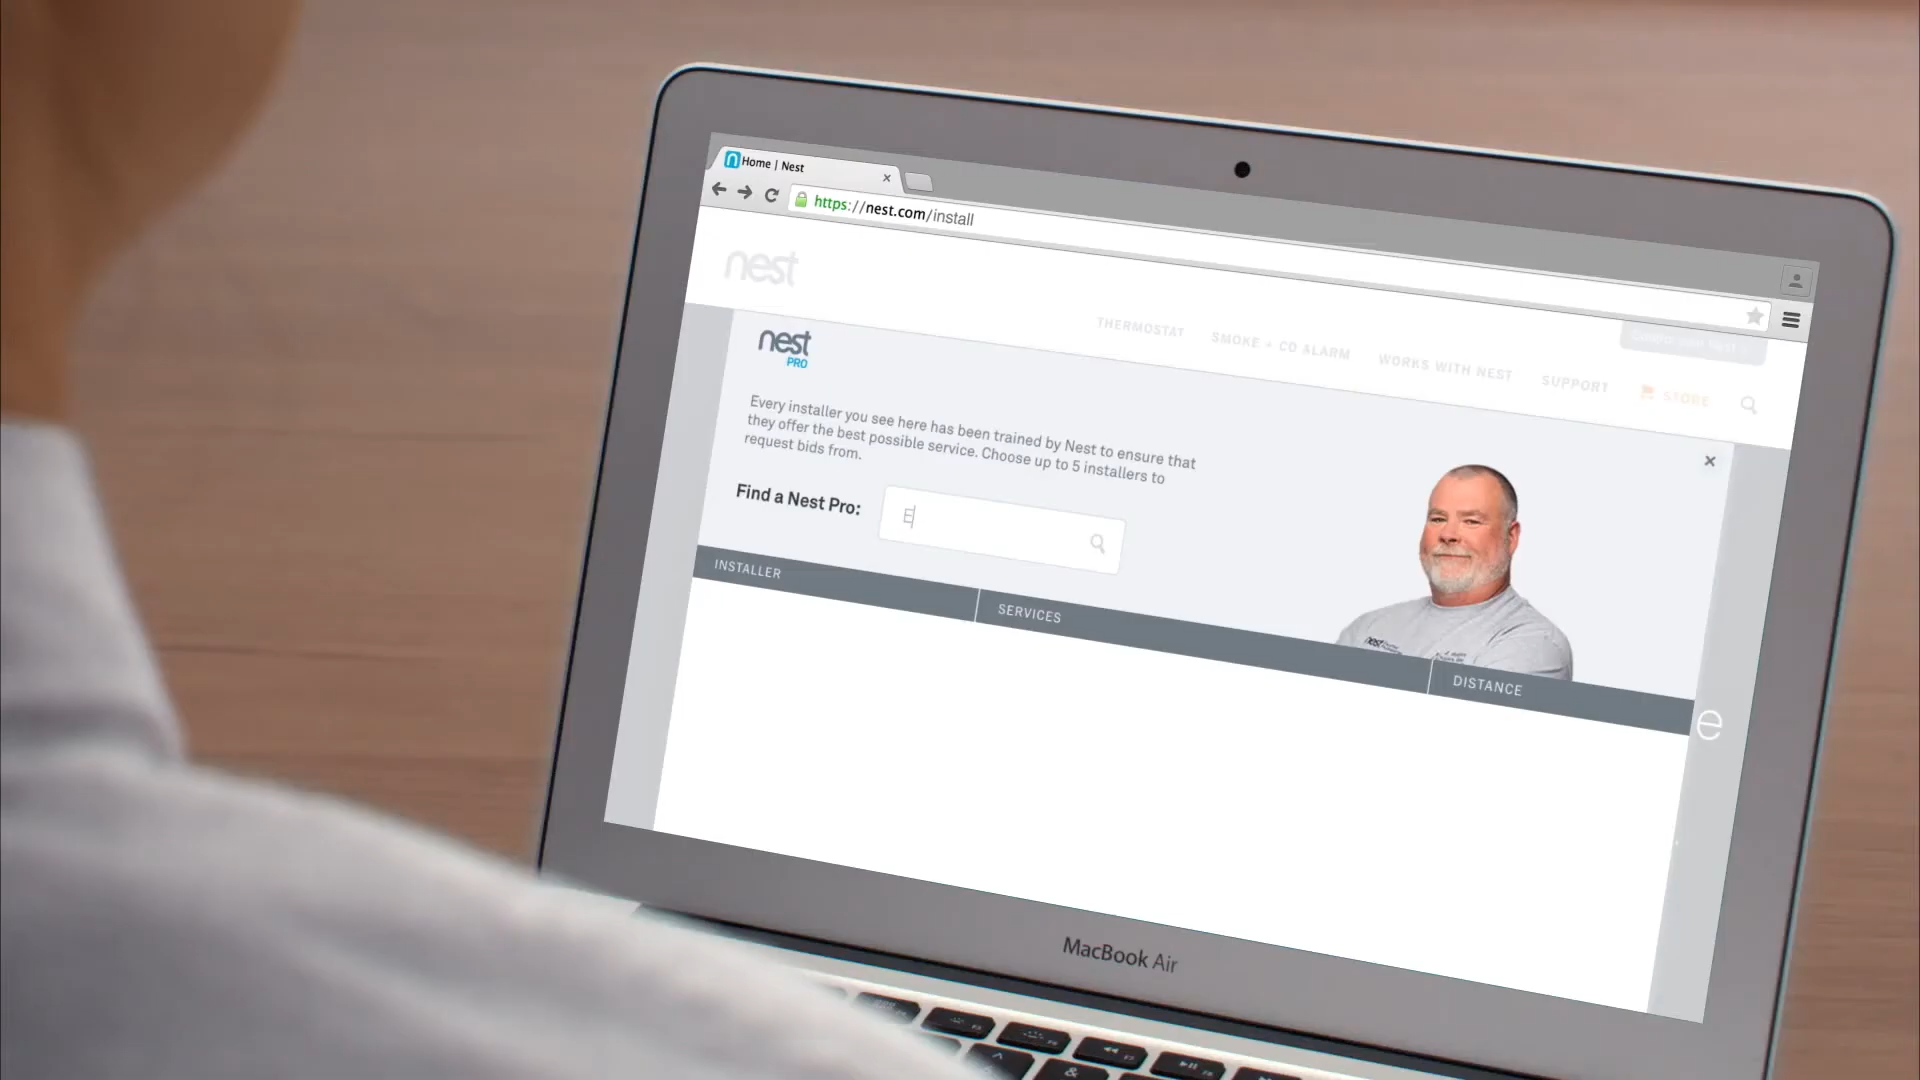 Home | Nest
https://nest.com/install
nest
THERMOSTAT
SMOKE + CO ALARM
WORKS WITH NEST
SUPPORT
STORE
nest
PRO
Every installer you see here has been trained by Nest to ensure that
they offer the best possible service. Choose up to 5 installers to
request bids from.
Find a Nest Pro:
E
INSTALLER
SERVICES
DISTANCE
nest
e
MacBook Air